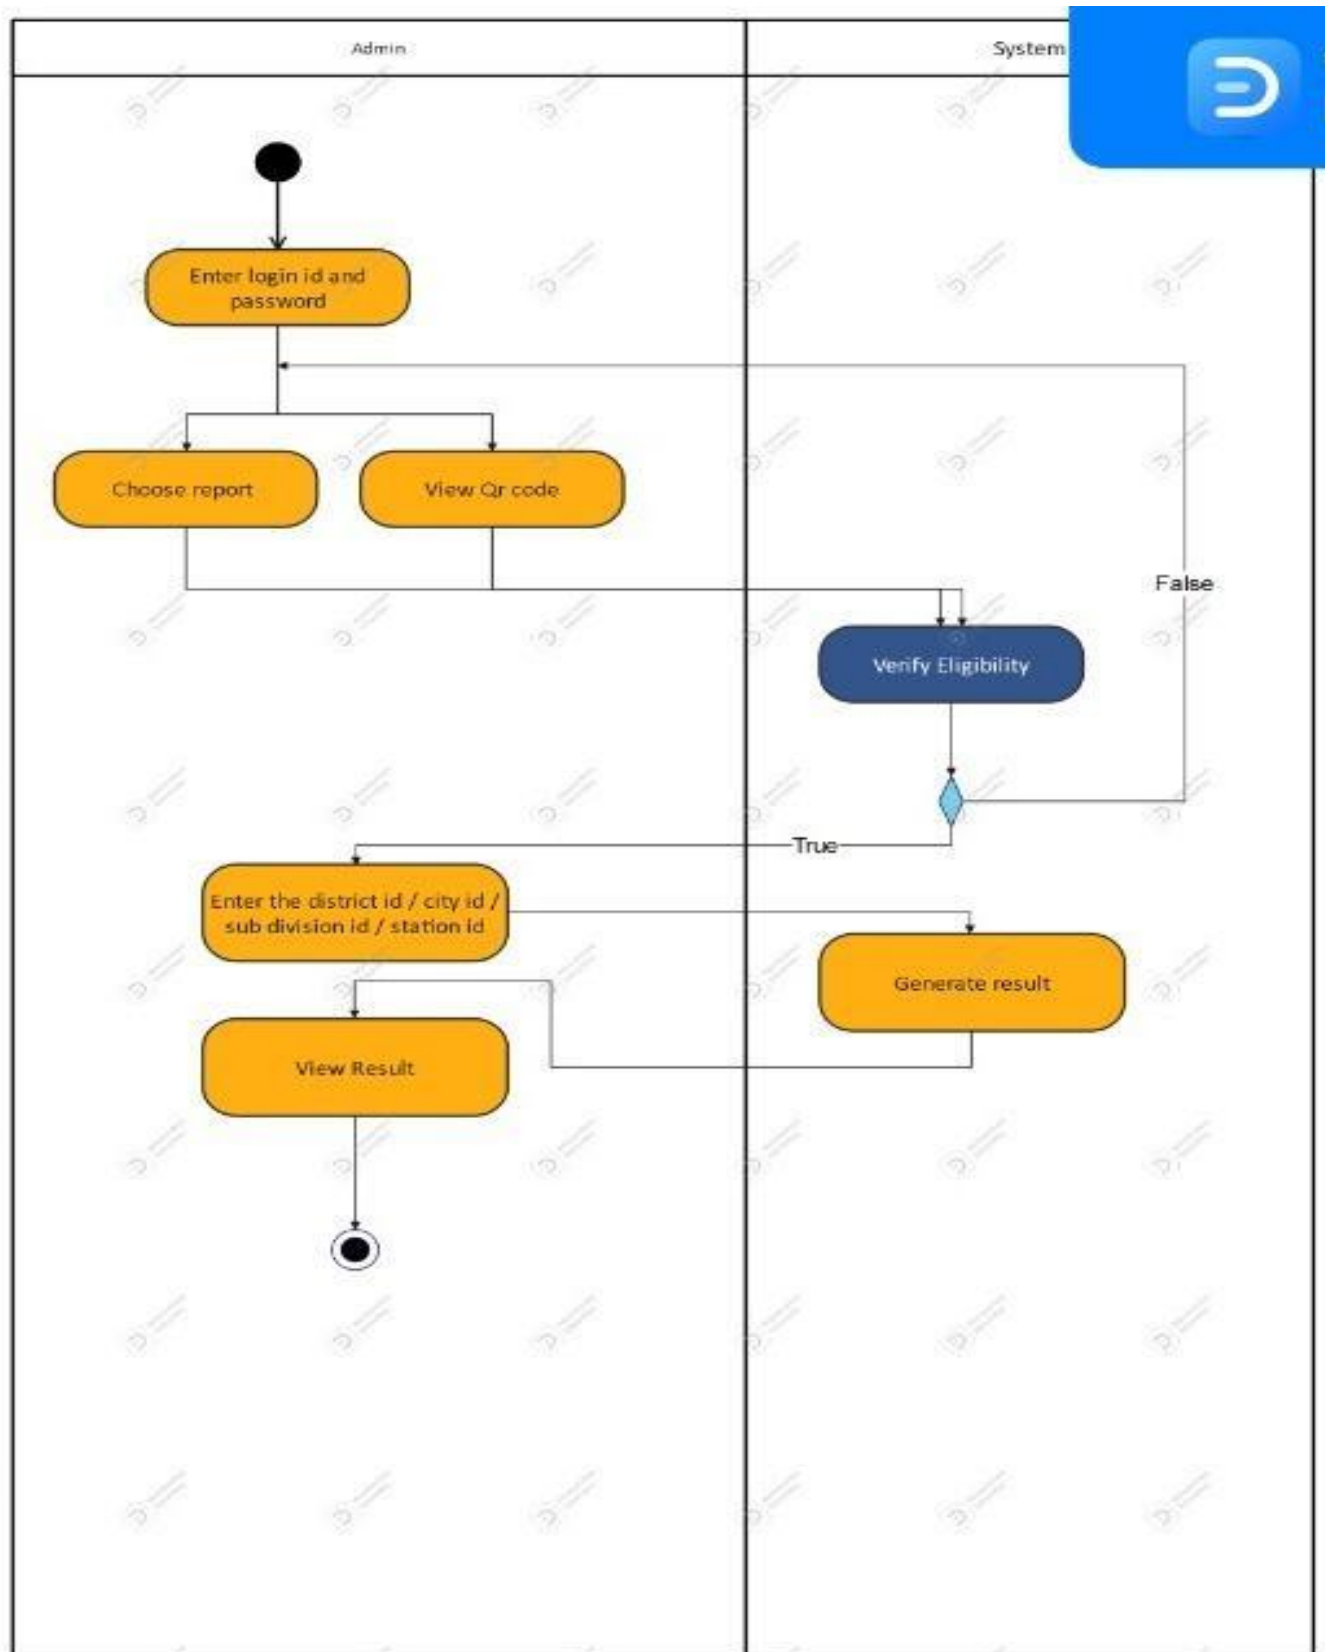 Admin
System
Enter login id and
password
Choose report
View Qr code
False
Verify Eligibility
True
Enter the district id / city id /
sub division id / station id
Generate result
View Result